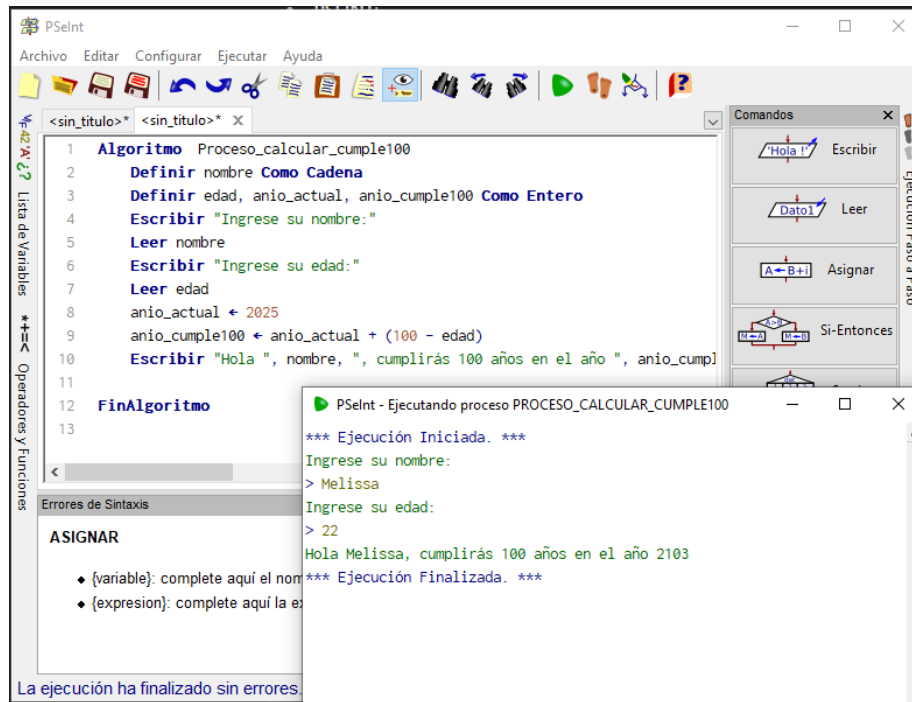 PSeInt
Archivo Editar Configurar Ejecutar Ayuda
<sin_titulo>* <sin_titulo>* X
42 'A' ¿? Lista de Variables
*+=< Operadores y Funciones
1 Algoritmo Proceso_calcular_cumple100
2 Definir nombre Como Cadena
3 Definir edad, anio_actual, anio_cumple100 Como Entero
4 Escribir "Ingrese su nombre:"
5 Leer nombre
6 Escribir "Ingrese su edad:"
7 Leer edad
8 anio_actual ← 2025
9 anio_cumple100 ← anio_actual + (100 - edad)
10 Escribir "Hola ", nombre, ", cumplirás 100 años en el año ", anio_cumpl
11
12 FinAlgoritmo
13
Comandos
'Hola !' Escribir
Dato1 Leer
A←B+i Asignar
A>B M←A M←B Si-Entonces
Ejecución Paso a Paso
Errores de Sintaxis
ASIGNAR
{variable}: complete aquí el nom
{expresion}: complete aquí la ex
La ejecución ha finalizado sin errores.
PSeInt - Ejecutando proceso PROCESO_CALCULAR_CUMPLE100
*** Ejecución Iniciada. ***
Ingrese su nombre:
> Melissa
Ingrese su edad:
> 22
Hola Melissa, cumplirás 100 años en el año 2103
*** Ejecución Finalizada. ***